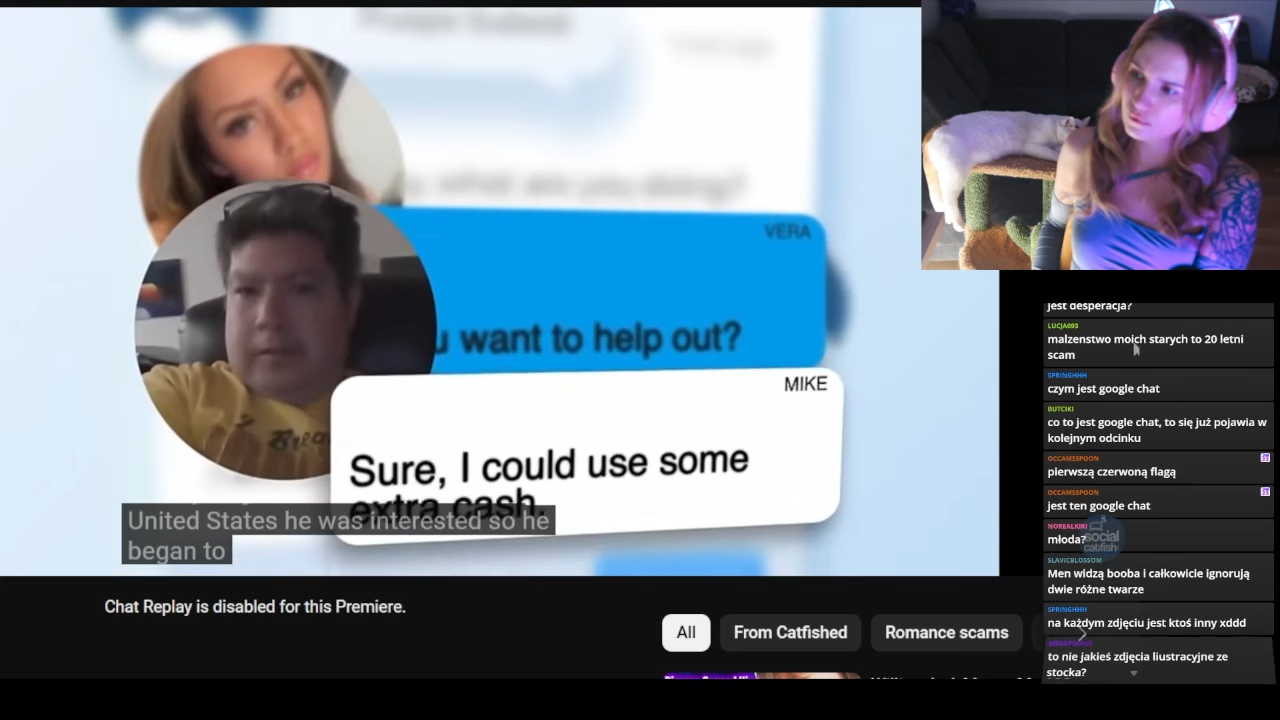 VERA
u want to help out?
MIKE
Sure, I could use some
extra cash.
United States he was interested so he
began to
Chat Replay is disabled for this Premiere.
All
From Catfished
Romance scams
jest desperacja?
LUCJA093
malzenstwo moich starych to 20 letni
scam
SPRINGHHH
czym jest google chat
BUTCIKI
co to jest google chat, to się już pojawia w
kolejnym odcinku
OCCAMSSPOON
pierwszą czerwoną flagą
OCCAMSSPOON
jest ten google chat
NOREALKIKI
młoda?
social
catfish
SLAVICBLOSSOM
Men widzą booba i całkowicie ignorują
dwie różne twarze
SPRINGHHH
na każdym zdjęciu jest ktoś inny xddd
to nie jakieś zdjęcia liustracyjne ze
stocka?